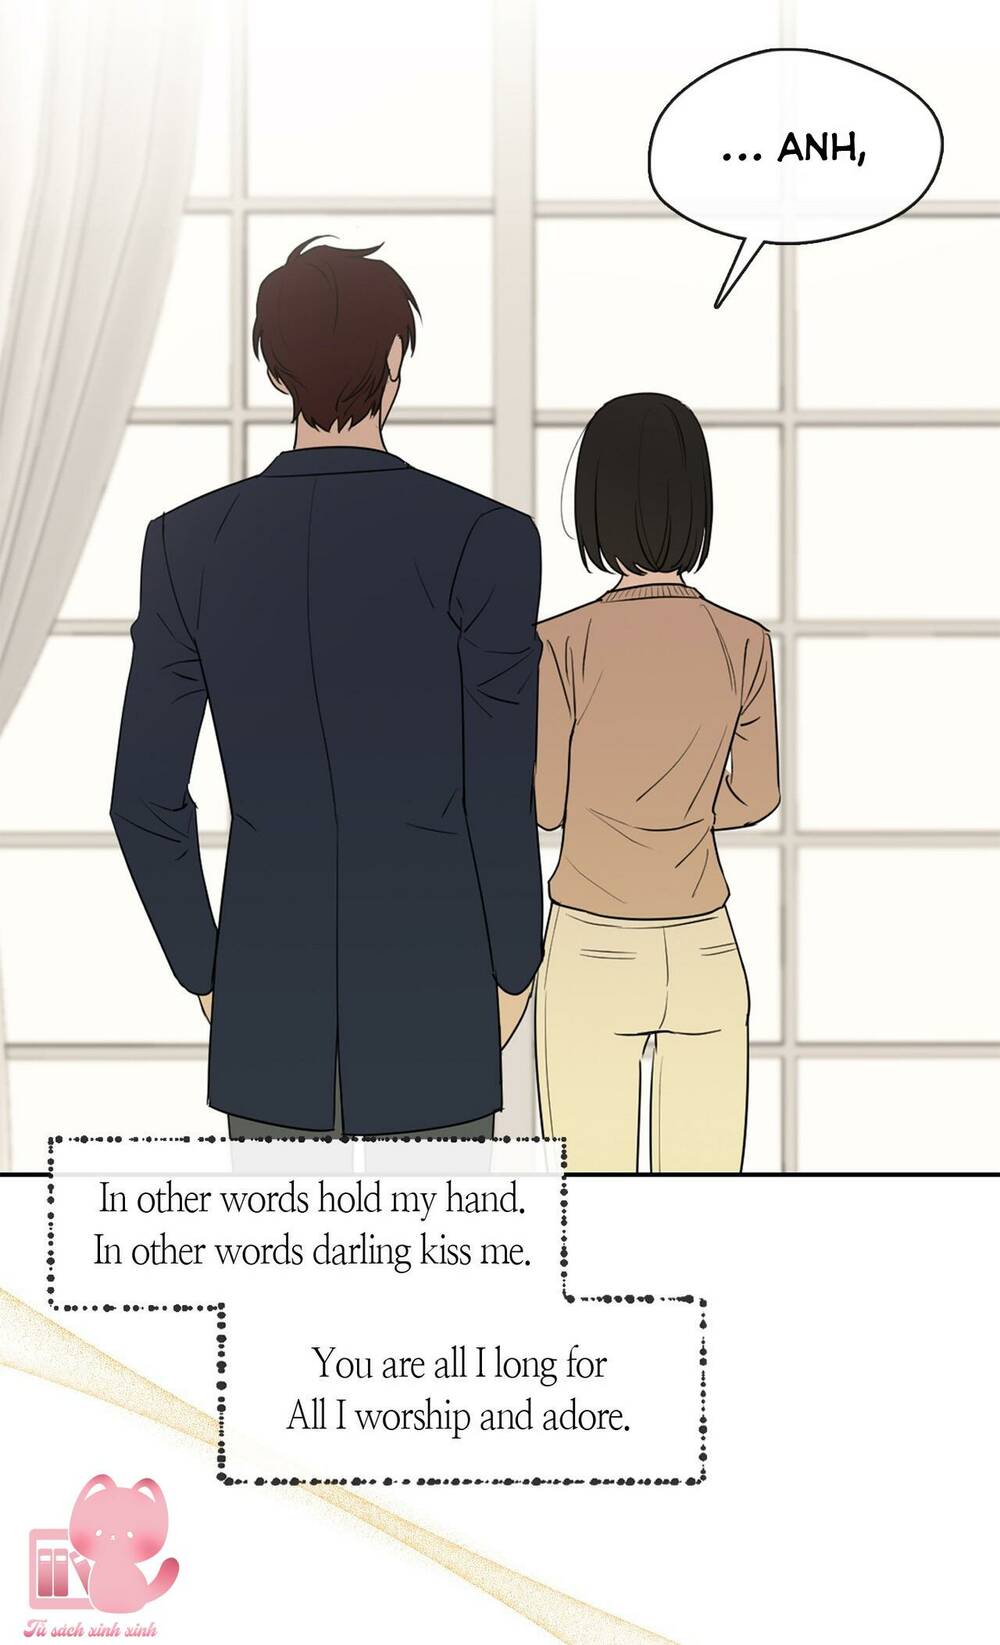 ... ANH,
In other words hold my hand.
In other words darling kiss me.
You are all I long for
All I worship and adore.
Tủ sách xinh xinh